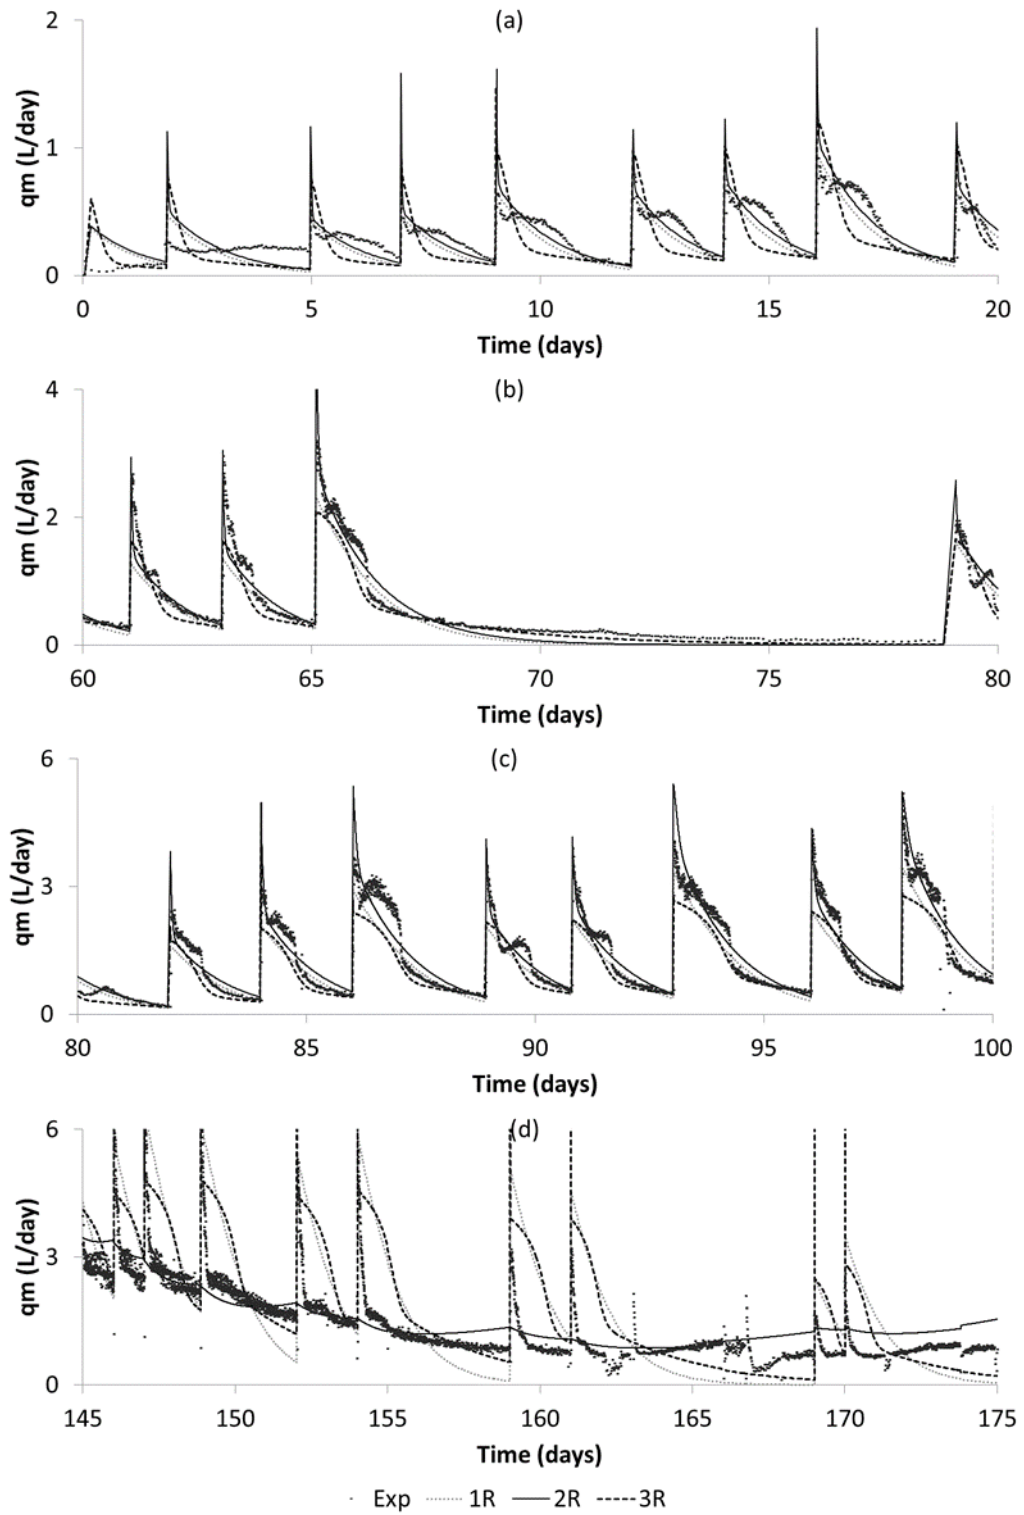 (a)
2
1
0
qm (L/day)
0 5 10 15 20
Time (days)
(b)
4
2
0
qm (L/day)
60 65 70 75 80
Time (days)
(c)
6
3
0
qm (L/day)
80 85 90 95 100
Time (days)
(d)
6
3
0
qm (L/day)
145 150 155 160 165 170 175
Time (days)
Exp 1R 2R 3R